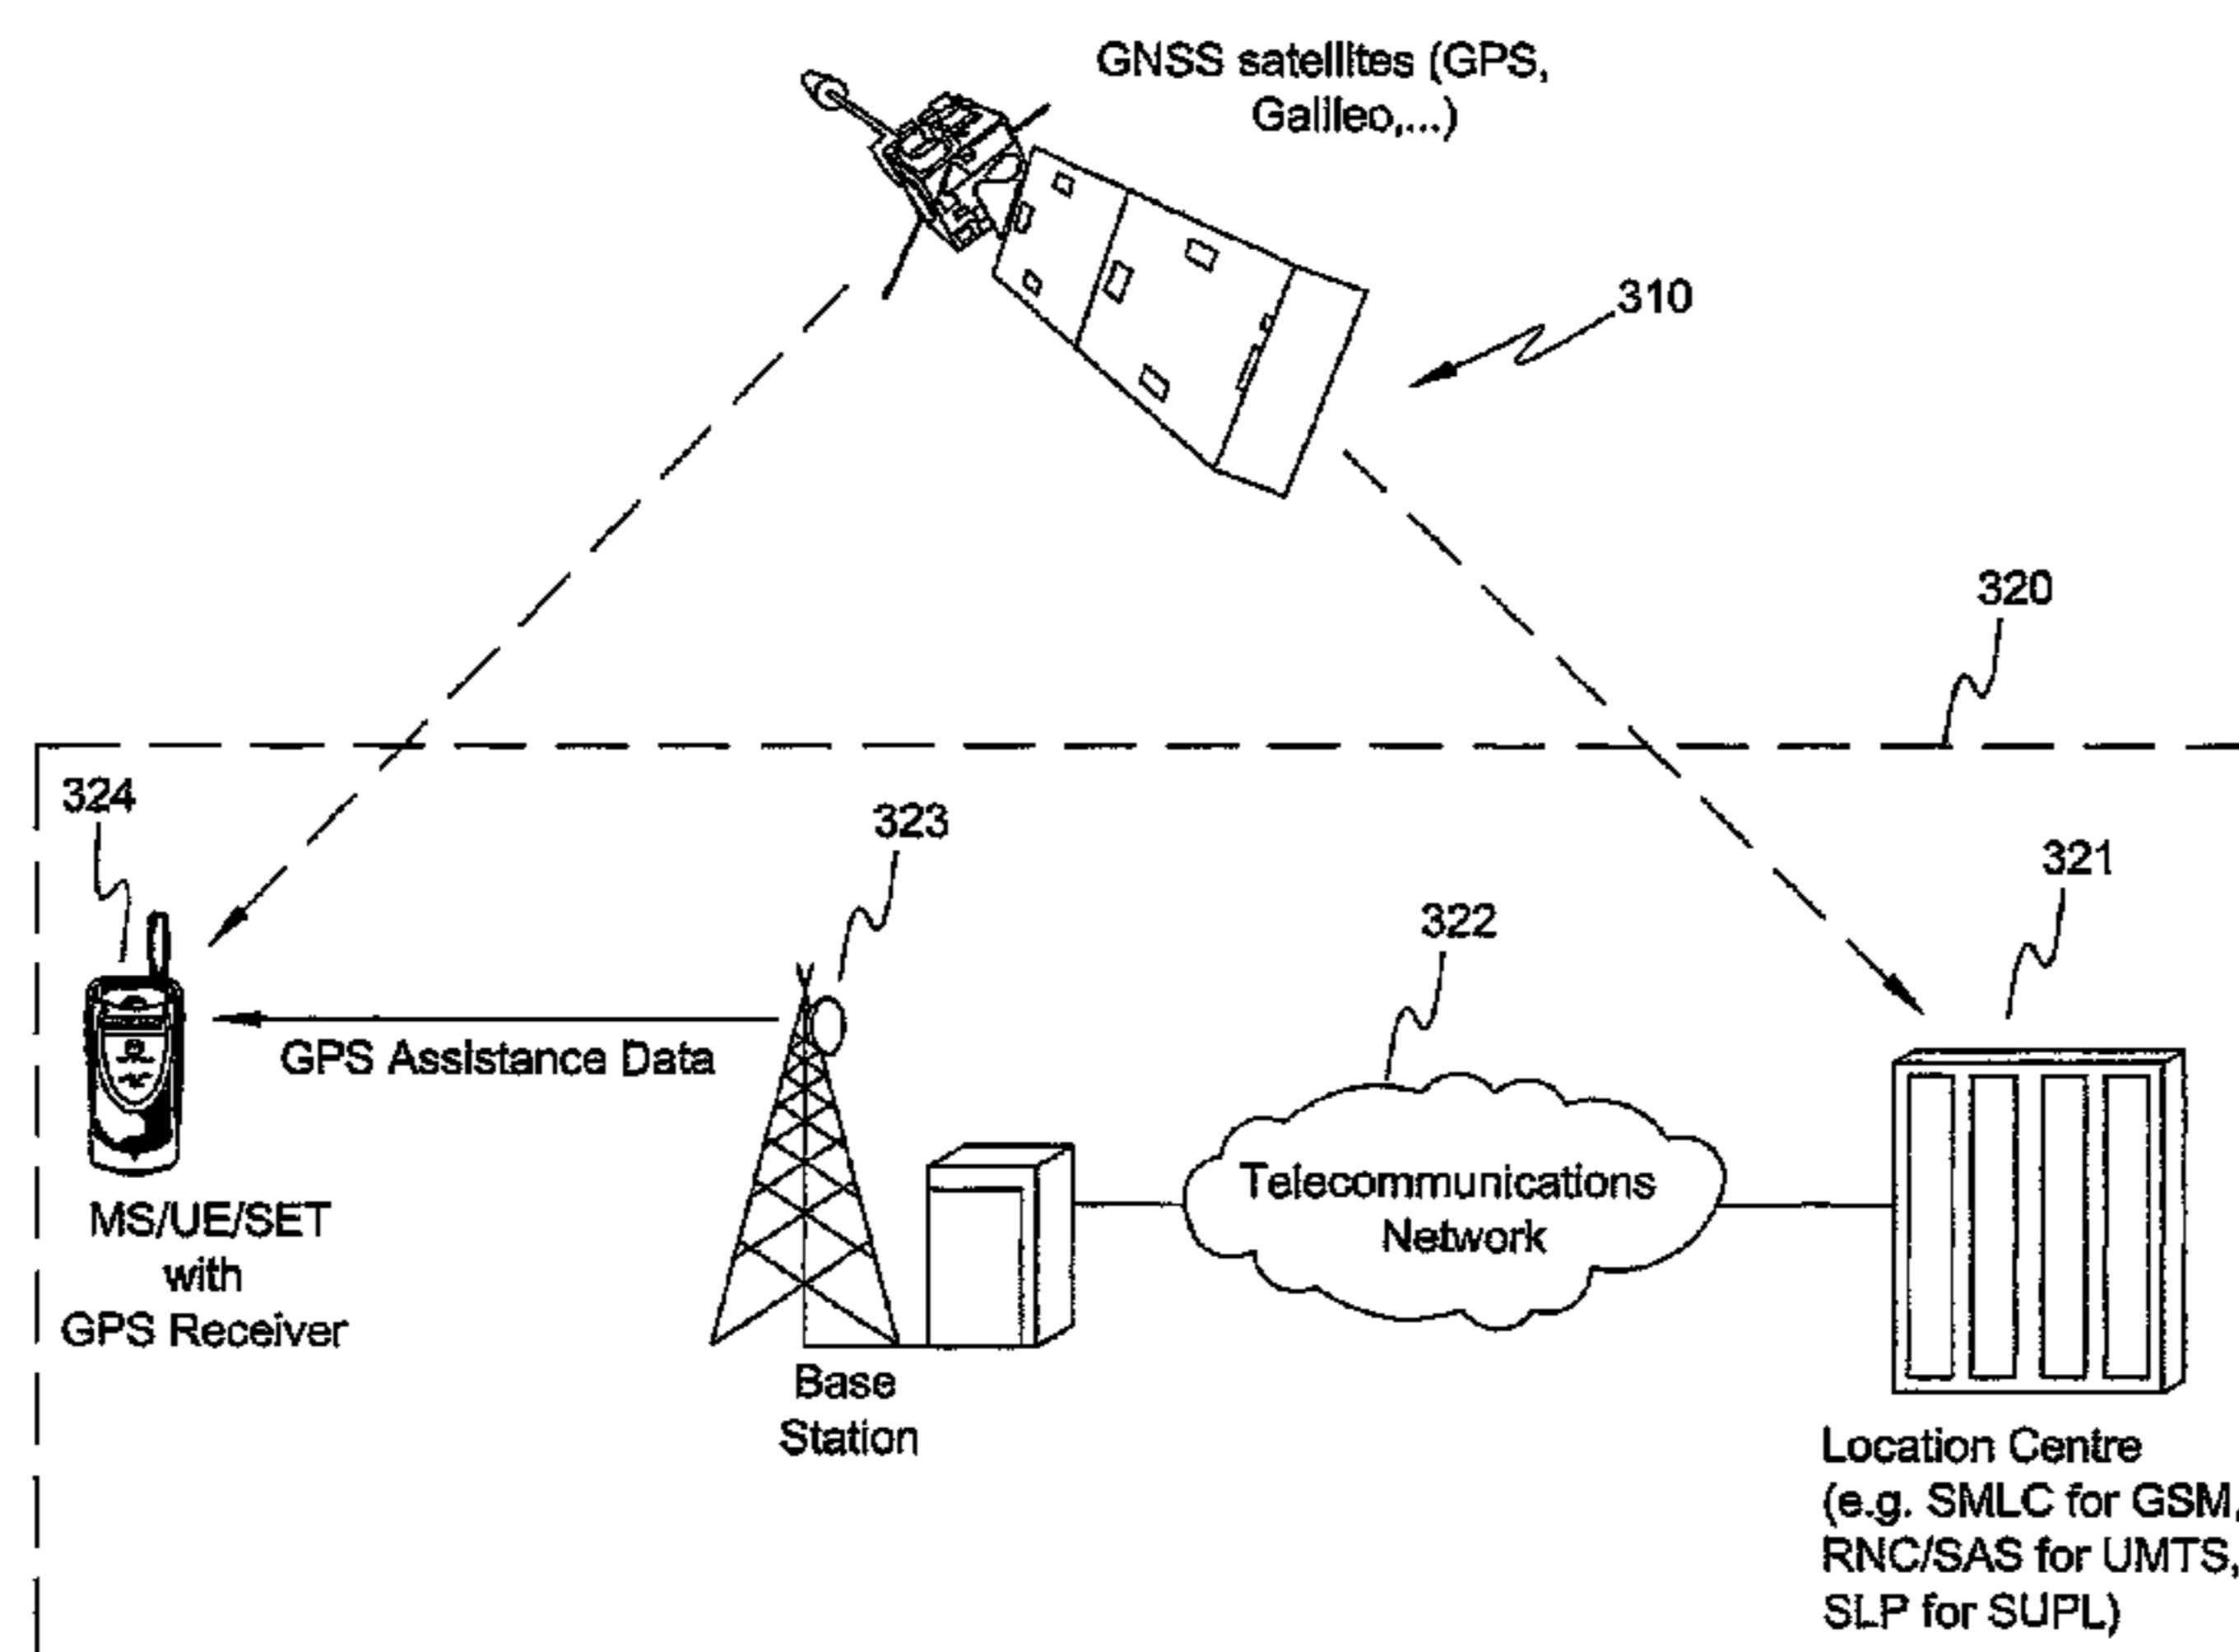 GNSS satellites (GPS,
Galileo,...)
310
320
324
323
322
321
GPS Assistance Data
Telecommunications
Network
MS/UE/SET
with
GPS Receiver
Base
Station
Location Centre
(e.g. SMLC for GSM,
RNC/SAS for UMTS,
SLP for SUPL)